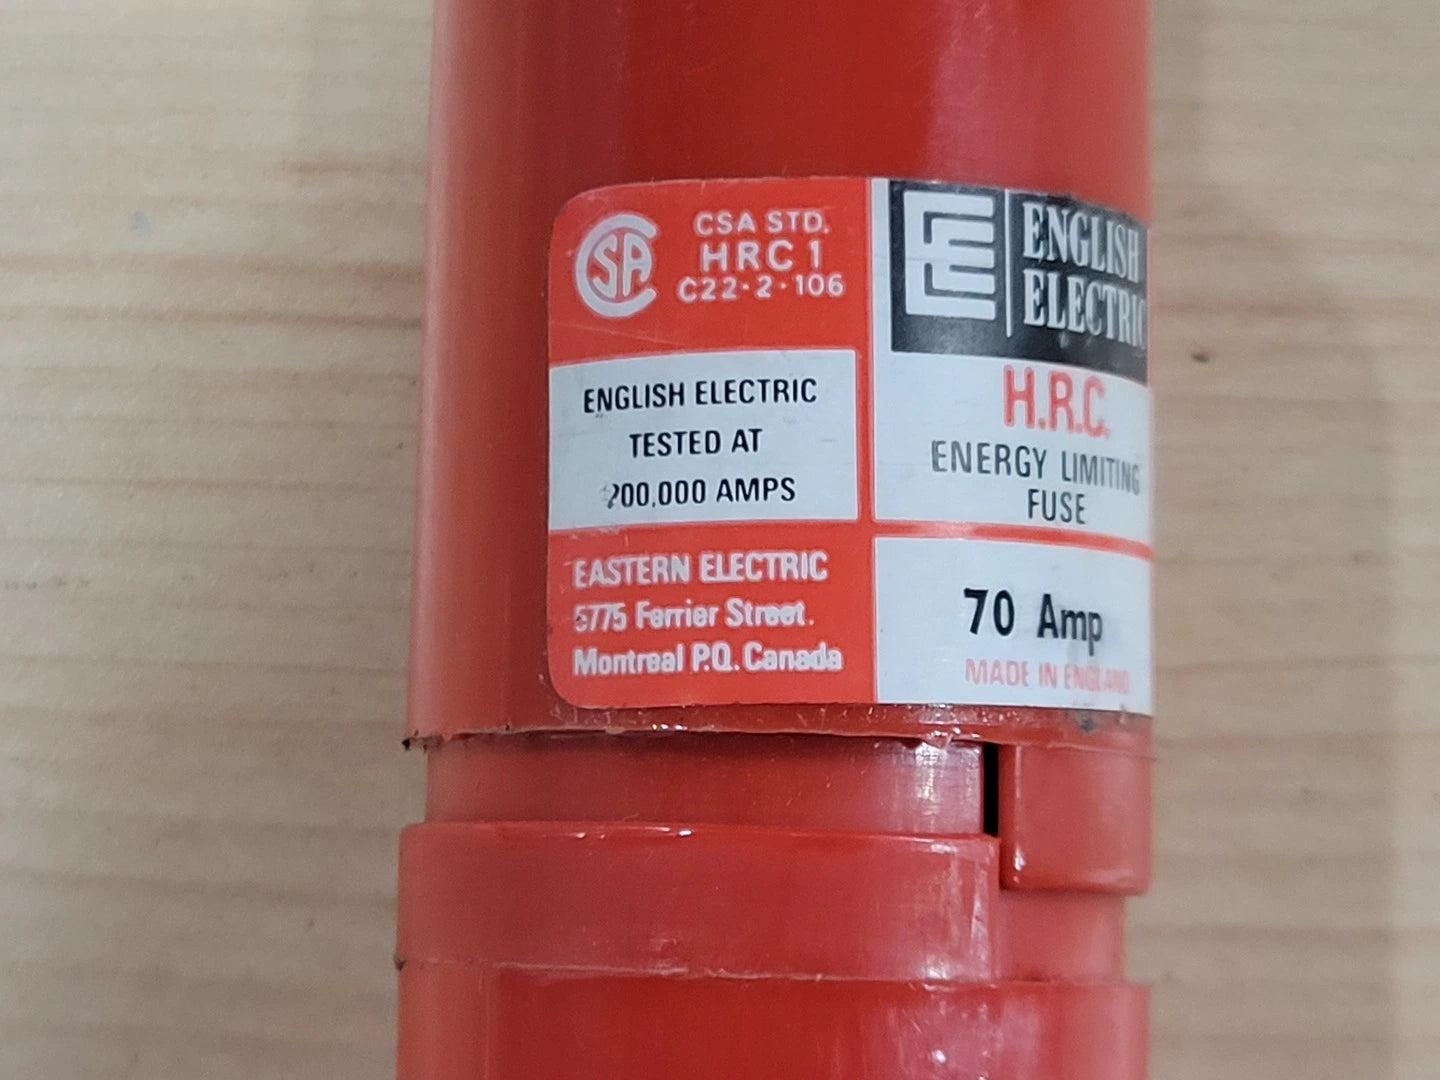 CSA
CSA STD.
HRC 1
C22·2·106
ENGLISH ELECTRIC
TESTED AT
200,000 AMPS
EASTERN ELECTRIC
5775 Ferrier Street.
Montreal P.Q. Canada
ENGLISH
ELECTRIC
H.R.C.
ENERGY LIMITING
FUSE
70 Amp
MADE IN ENGLAND